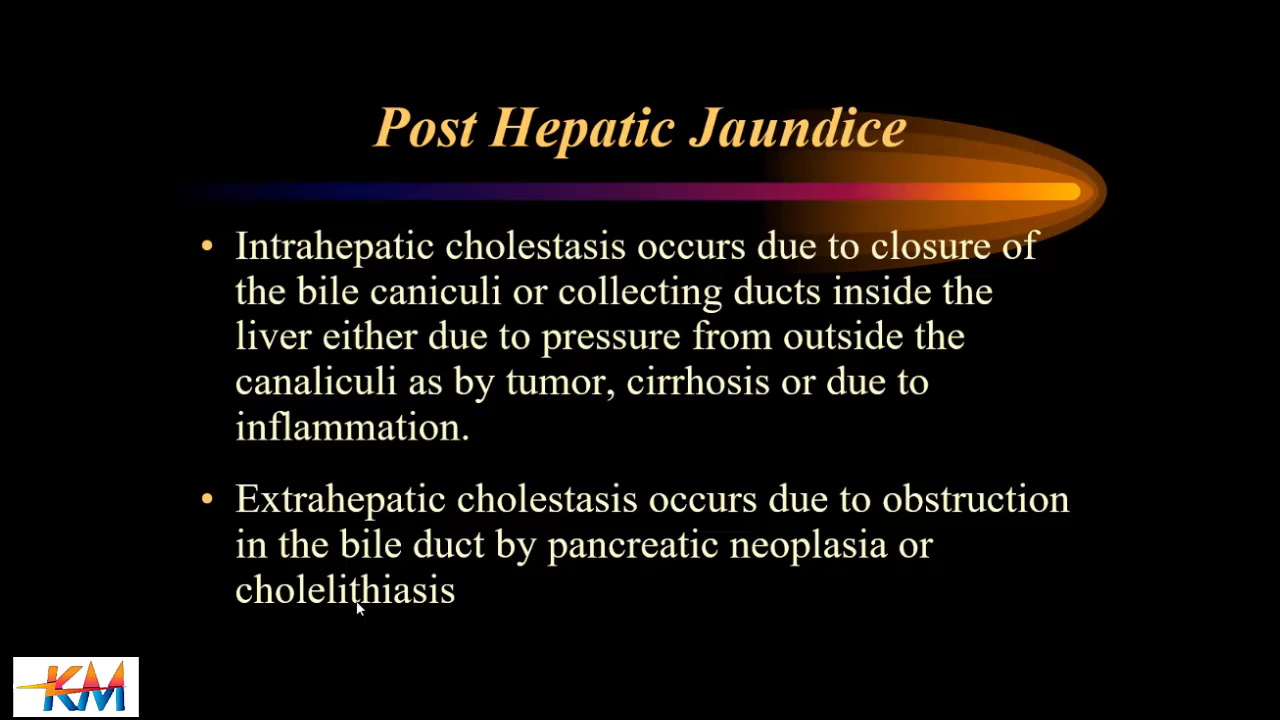 Post Hepatic Jaundice
• Intrahepatic cholestasis occurs due to closure of
the bile caniculi or collecting ducts inside the
liver either due to pressure from outside the
canaliculi as by tumor, cirrhosis or due to
inflammation.
• Extrahepatic cholestasis occurs due to obstruction
in the bile duct by pancreatic neoplasia or
cholelithiasis
KM